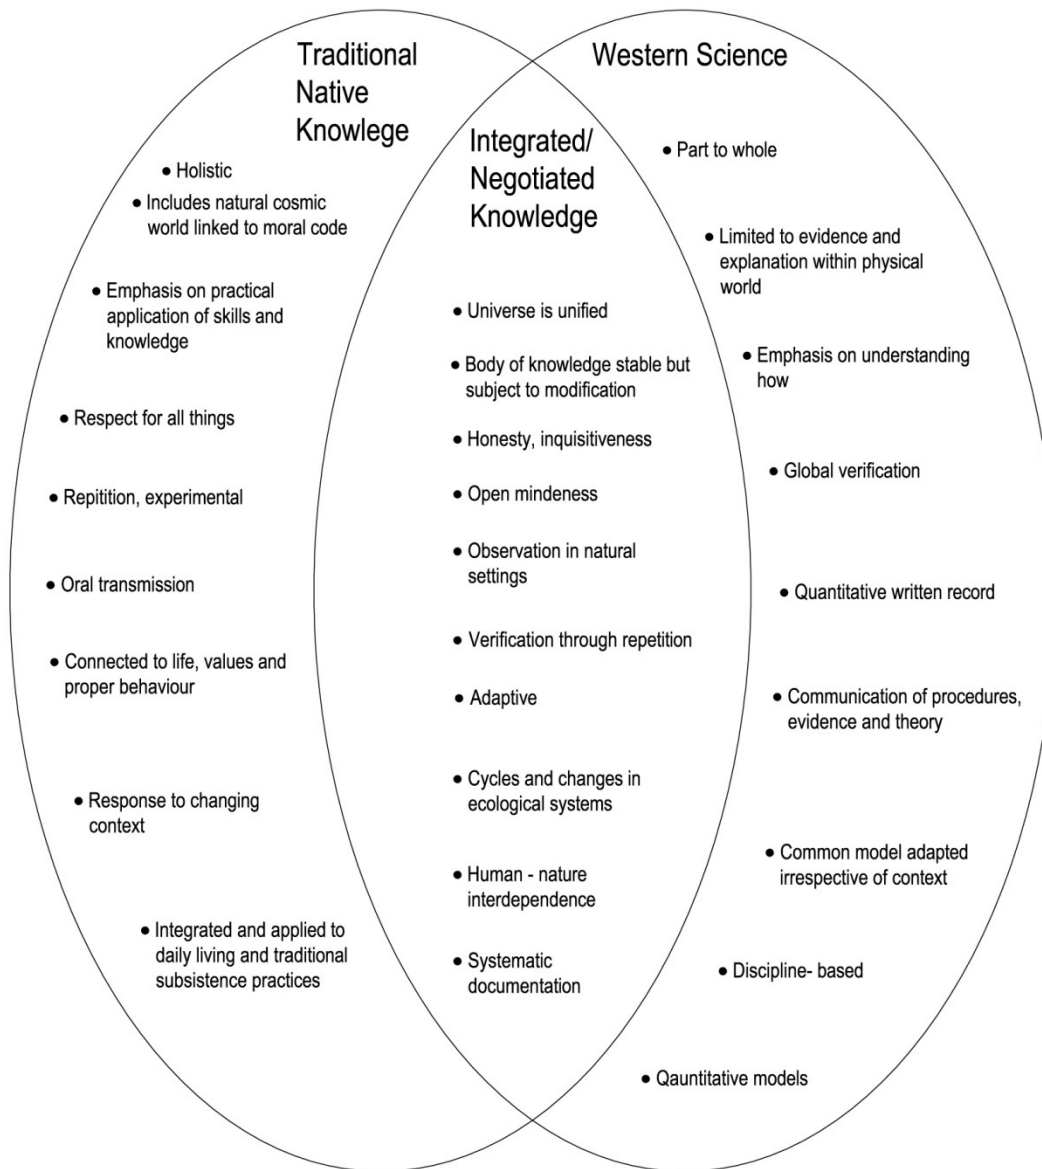 Traditional
Native
Knowlege
● Holistic
● Includes natural cosmic
world linked to moral code
● Emphasis on practical
application of skills and
knowledge
● Respect for all things
● Repitition, experimental
● Oral transmission
● Connected to life, values and
proper behaviour
● Response to changing
context
● Integrated and applied to
daily living and traditional
subsistence practices
Integrated/
Negotiated
Knowledge
● Universe is unified
● Body of knowledge stable but
subject to modification
● Honesty, inquisitiveness
● Open mindeness
● Observation in natural
settings
● Verification through repetition
● Adaptive
● Cycles and changes in
ecological systems
● Human - nature
interdependence
● Systematic
documentation
Western Science
● Part to whole
● Limited to evidence and
explanation within physical
world
● Emphasis on understanding
how
● Global verification
● Quantitative written record
● Communication of procedures,
evidence and theory
● Common model adapted
irrespective of context
● Discipline- based
● Qauntitative models